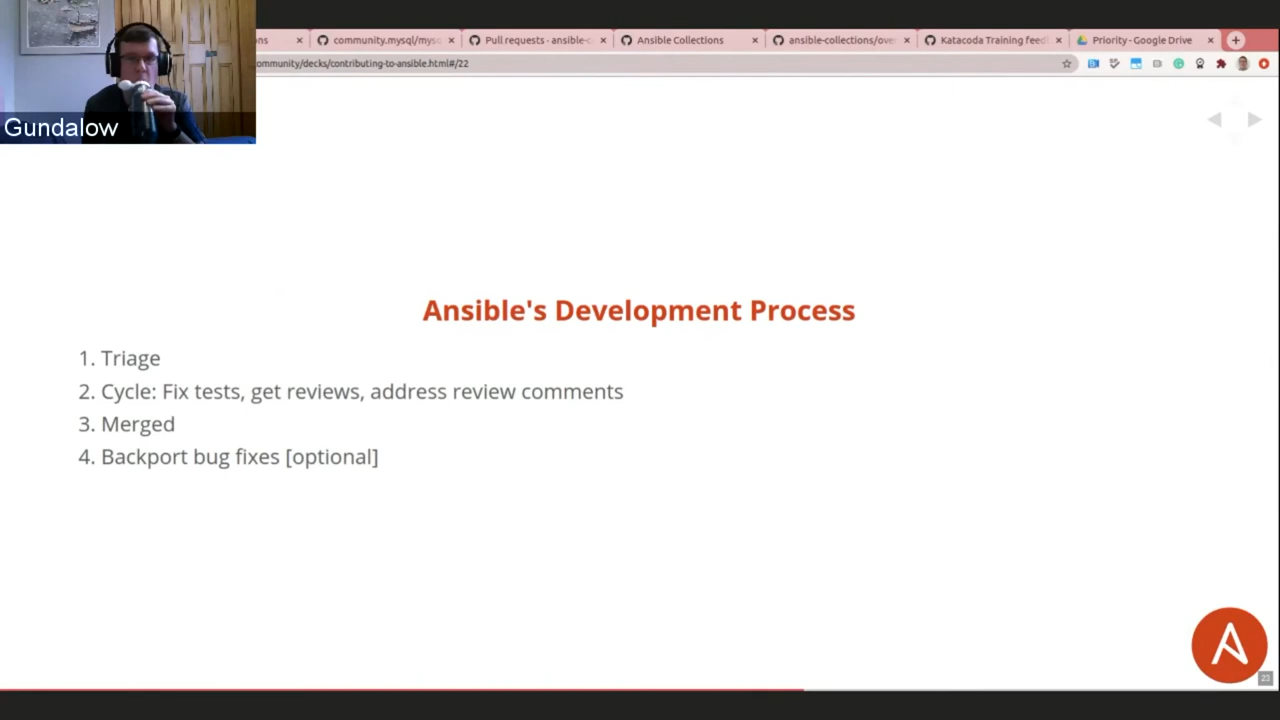 ns
community.mysql/mys
Pull requests · ansible-c
Ansible Collections
ansible-collections/ove
Katacoda Training feed
Priority - Google Drive
ommunity/decks/contributing-to-ansible.html#/22
Gundalow
Ansible's Development Process
1. Triage
2. Cycle: Fix tests, get reviews, address review comments
3. Merged
4. Backport bug fixes [optional]
23